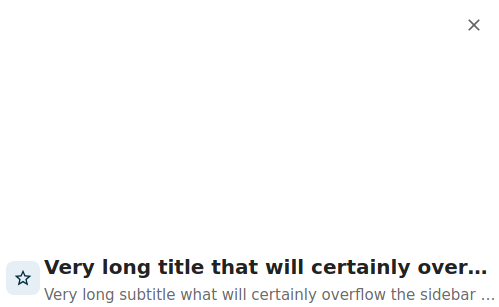 Very long title that will certainly over...
Very long subtitle what will certainly overflow the sidebar ...